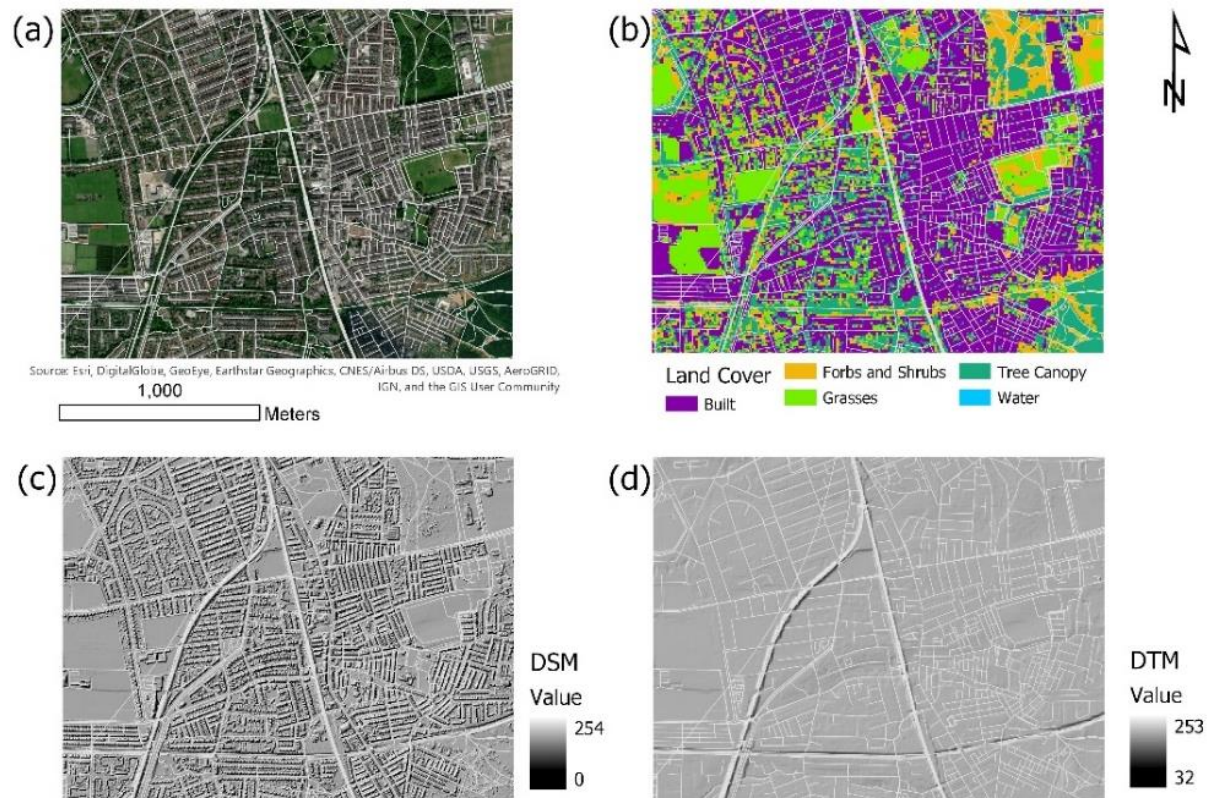 (a)
(b)
N
Source: Esri, DigitalGlobe, GeoEye, Earthstar Geographics, CNES/Airbus DS, USDA, USGS, AeroGRID,
IGN, and the GIS User Community
1,000
Meters
Land Cover
Built
Forbs and Shrubs
Grasses
Tree Canopy
Water
(c)
DSM
Value
254
0
(d)
DTM
Value
253
32